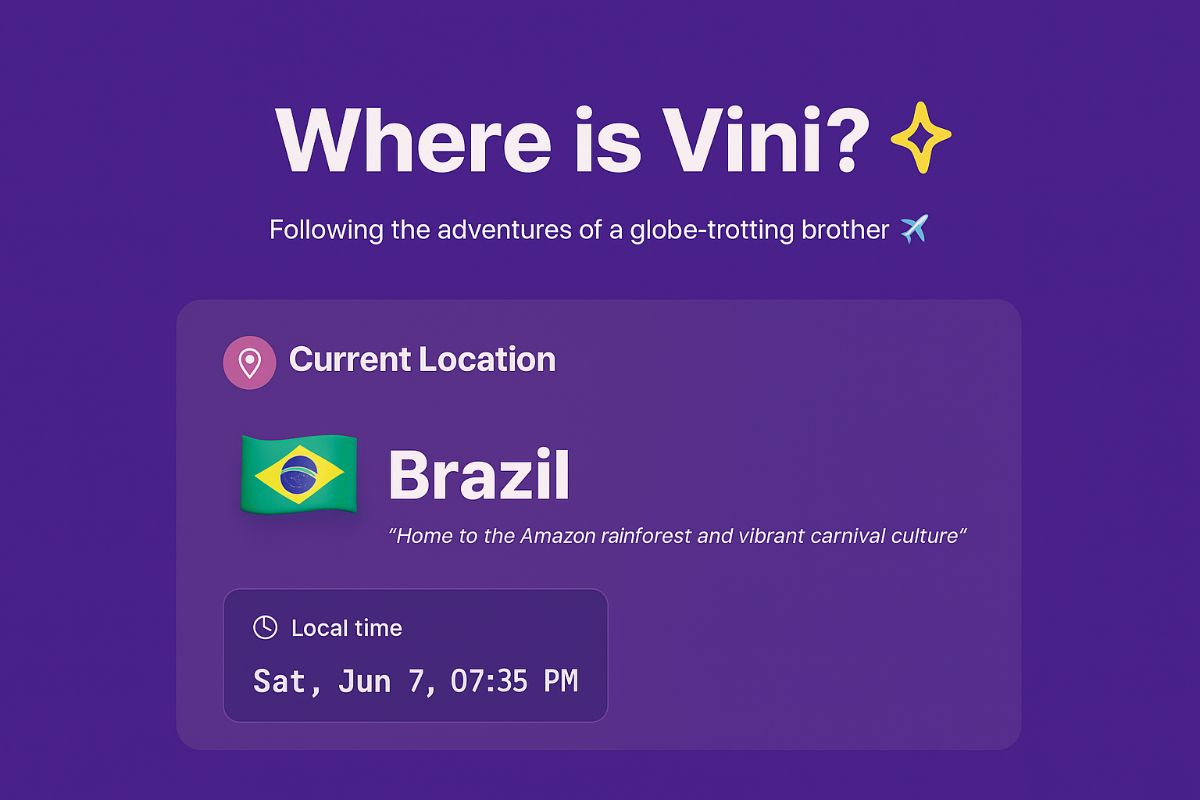 Where is Vini?
Following the adventures of a globe-trotting brother
Current Location
Brazil
“Home to the Amazon rainforest and vibrant carnival culture”
Local time
Sat, Jun 7, 07:35 PM